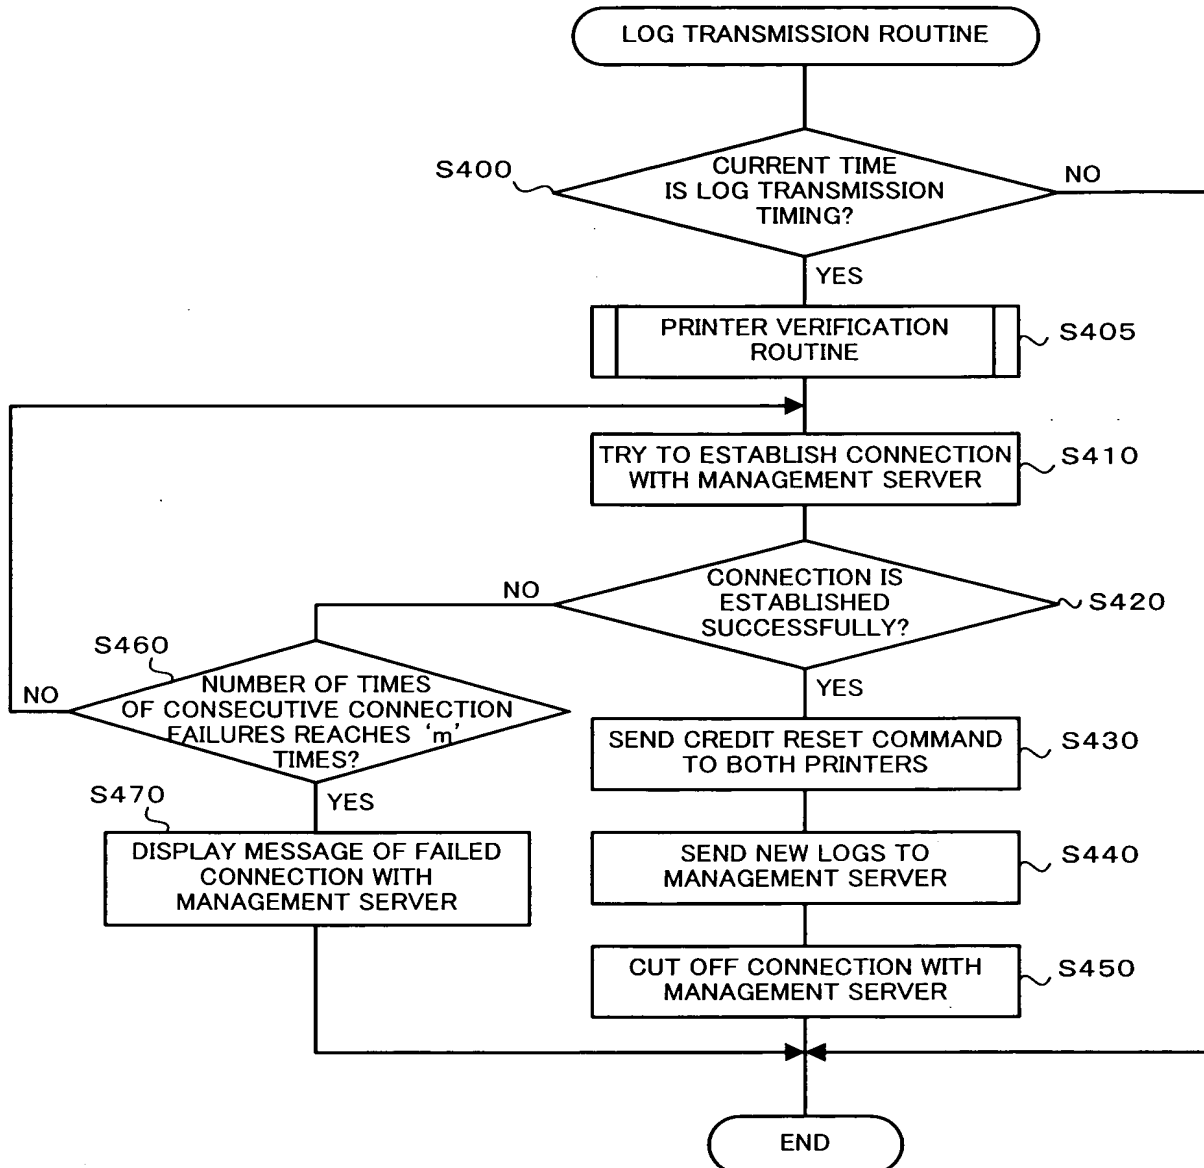 LOG TRANSMISSION ROUTINE
S400
CURRENT TIME
IS LOG TRANSMISSION
TIMING?
NO
YES
PRINTER VERIFICATION
ROUTINE
S405
TRY TO ESTABLISH CONNECTION
WITH MANAGEMENT SERVER
S410
NO
CONNECTION IS
ESTABLISHED
SUCCESSFULLY?
S420
YES
S460
NO
NUMBER OF TIMES
OF CONSECUTIVE CONNECTION
FAILURES REACHES ‘m’
TIMES?
YES
SEND CREDIT RESET COMMAND
TO BOTH PRINTERS
S430
S470
DISPLAY MESSAGE OF FAILED
CONNECTION WITH
MANAGEMENT SERVER
SEND NEW LOGS TO
MANAGEMENT SERVER
S440
CUT OFF CONNECTION WITH
MANAGEMENT SERVER
S450
END